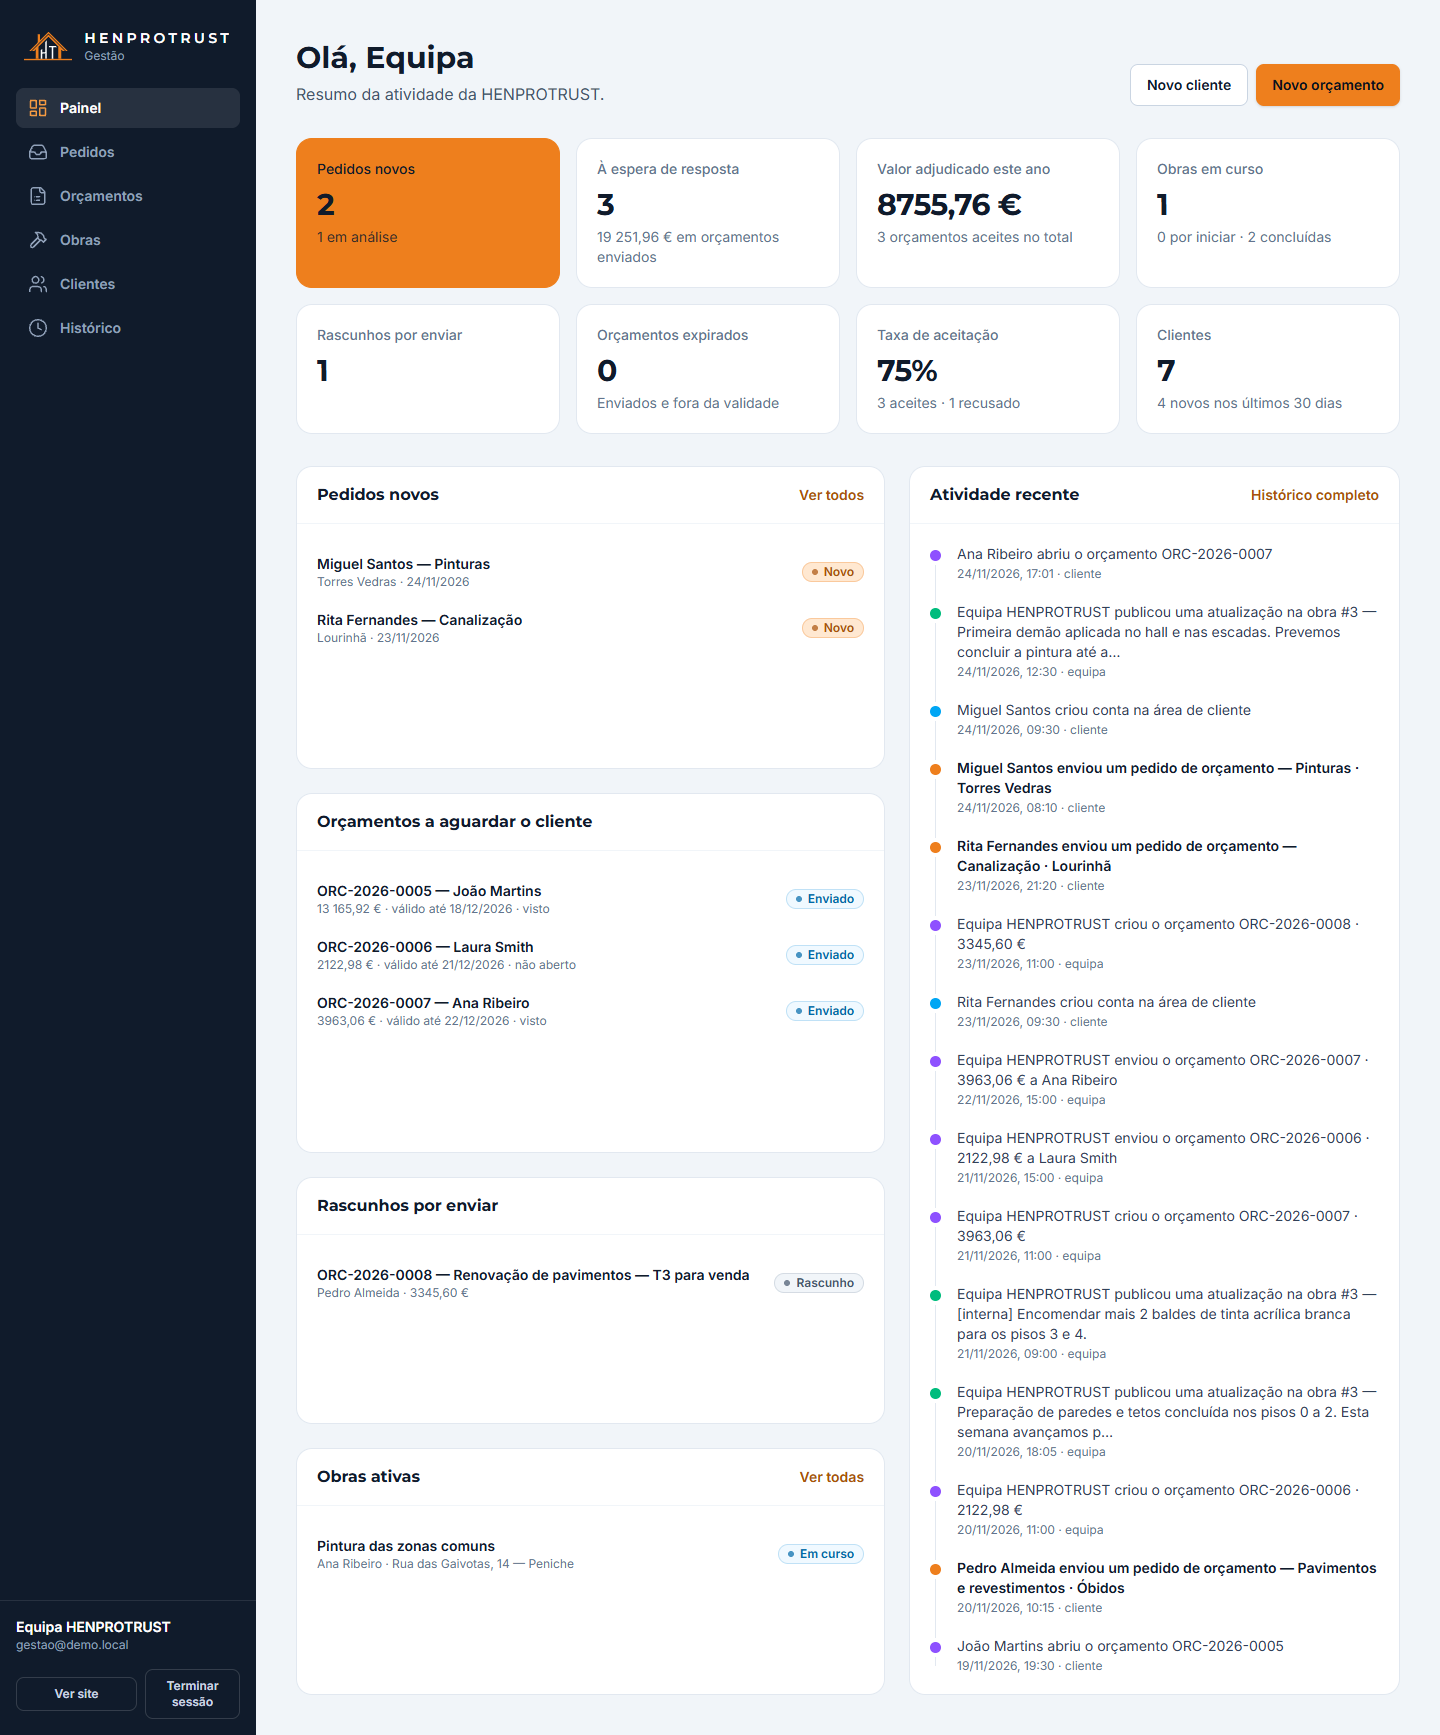 HENPROTRUST
Gestão
Painel
Pedidos
Orçamentos
Obras
Clientes
Histórico
Equipa HENPROTRUST
gestao@demo.local
Ver site
Terminar
sessão
Olá, Equipa
Resumo da atividade da HENPROTRUST.
Novo cliente
Novo orçamento
Pedidos novos
2
1 em análise
À espera de resposta
3
19 251,96 € em orçamentos
enviados
Valor adjudicado este ano
8755,76 €
3 orçamentos aceites no total
Obras em curso
1
0 por iniciar · 2 concluídas
Rascunhos por enviar
1
Orçamentos expirados
0
Enviados e fora da validade
Taxa de aceitação
75%
3 aceites · 1 recusado
Clientes
7
4 novos nos últimos 30 dias
Pedidos novos
Ver todos
Miguel Santos — Pinturas
Torres Vedras · 24/11/2026
Novo
Rita Fernandes — Canalização
Lourinhã · 23/11/2026
Novo
Orçamentos a aguardar o cliente
ORC-2026-0005 — João Martins
13 165,92 € · válido até 18/12/2026 · visto
Enviado
ORC-2026-0006 — Laura Smith
2122,98 € · válido até 21/12/2026 · não aberto
Enviado
ORC-2026-0007 — Ana Ribeiro
3963,06 € · válido até 22/12/2026 · visto
Enviado
Rascunhos por enviar
ORC-2026-0008 — Renovação de pavimentos — T3 para venda
Pedro Almeida · 3345,60 €
Rascunho
Obras ativas
Ver todas
Pintura das zonas comuns
Ana Ribeiro · Rua das Gaivotas, 14 — Peniche
Em curso
Atividade recente
Histórico completo
Ana Ribeiro abriu o orçamento ORC-2026-0007
24/11/2026, 17:01 · cliente
Equipa HENPROTRUST publicou uma atualização na obra #3 —
Primeira demão aplicada no hall e nas escadas. Prevemos
concluir a pintura até a…
24/11/2026, 12:30 · equipa
Miguel Santos criou conta na área de cliente
24/11/2026, 09:30 · cliente
Miguel Santos enviou um pedido de orçamento — Pinturas ·
Torres Vedras
24/11/2026, 08:10 · cliente
Rita Fernandes enviou um pedido de orçamento —
Canalização · Lourinhã
23/11/2026, 21:20 · cliente
Equipa HENPROTRUST criou o orçamento ORC-2026-0008 ·
3345,60 €
23/11/2026, 11:00 · equipa
Rita Fernandes criou conta na área de cliente
23/11/2026, 09:30 · cliente
Equipa HENPROTRUST enviou o orçamento ORC-2026-0007 ·
3963,06 € a Ana Ribeiro
22/11/2026, 15:00 · equipa
Equipa HENPROTRUST enviou o orçamento ORC-2026-0006 ·
2122,98 € a Laura Smith
21/11/2026, 15:00 · equipa
Equipa HENPROTRUST criou o orçamento ORC-2026-0007 ·
3963,06 €
21/11/2026, 11:00 · equipa
Equipa HENPROTRUST publicou uma atualização na obra #3 —
[interna] Encomendar mais 2 baldes de tinta acrílica branca
para os pisos 3 e 4.
21/11/2026, 09:00 · equipa
Equipa HENPROTRUST publicou uma atualização na obra #3 —
Preparação de paredes e tetos concluída nos pisos 0 a 2. Esta
semana avançamos p…
20/11/2026, 18:05 · equipa
Equipa HENPROTRUST criou o orçamento ORC-2026-0006 ·
2122,98 €
20/11/2026, 11:00 · equipa
Pedro Almeida enviou um pedido de orçamento — Pavimentos
e revestimentos · Óbidos
20/11/2026, 10:15 · cliente
João Martins abriu o orçamento ORC-2026-0005
19/11/2026, 19:30 · cliente